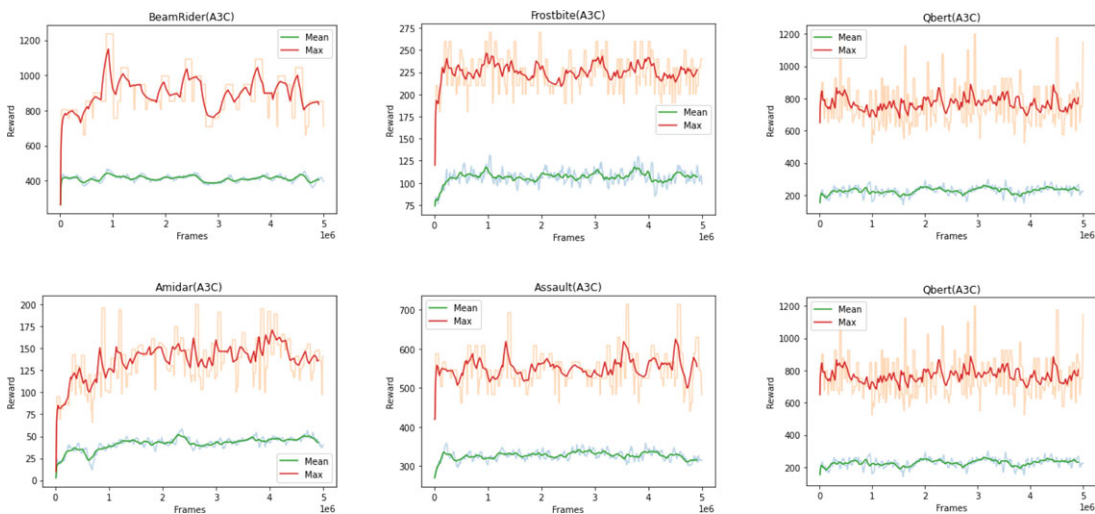 BeamRider(A3C)
Mean
Max
1200
1000
800
600
400
Reward
0 1 2 3 4 5
1e6
Frames
Frostbite(A3C)
270
250
225
200
175
150
125
100
75
Reward
Mean
Max
0 1 2 3 4 5
1e6
Frames
Qbert(A3C)
Mean
Max
1200
1000
800
600
400
200
Reward
0 1 2 3 4 5
1e6
Frames
Amidar(A3C)
200
175
150
125
100
75
50
25
0
Reward
Mean
Max
0 1 2 3 4 5
1e6
Frames
Assault(A3C)
Mean
Max
700
600
500
400
300
Reward
0 1 2 3 4 5
1e6
Frames
Qbert(A3C)
Mean
Max
1200
1000
800
600
400
200
Reward
0 1 2 3 4 5
1e6
Frames